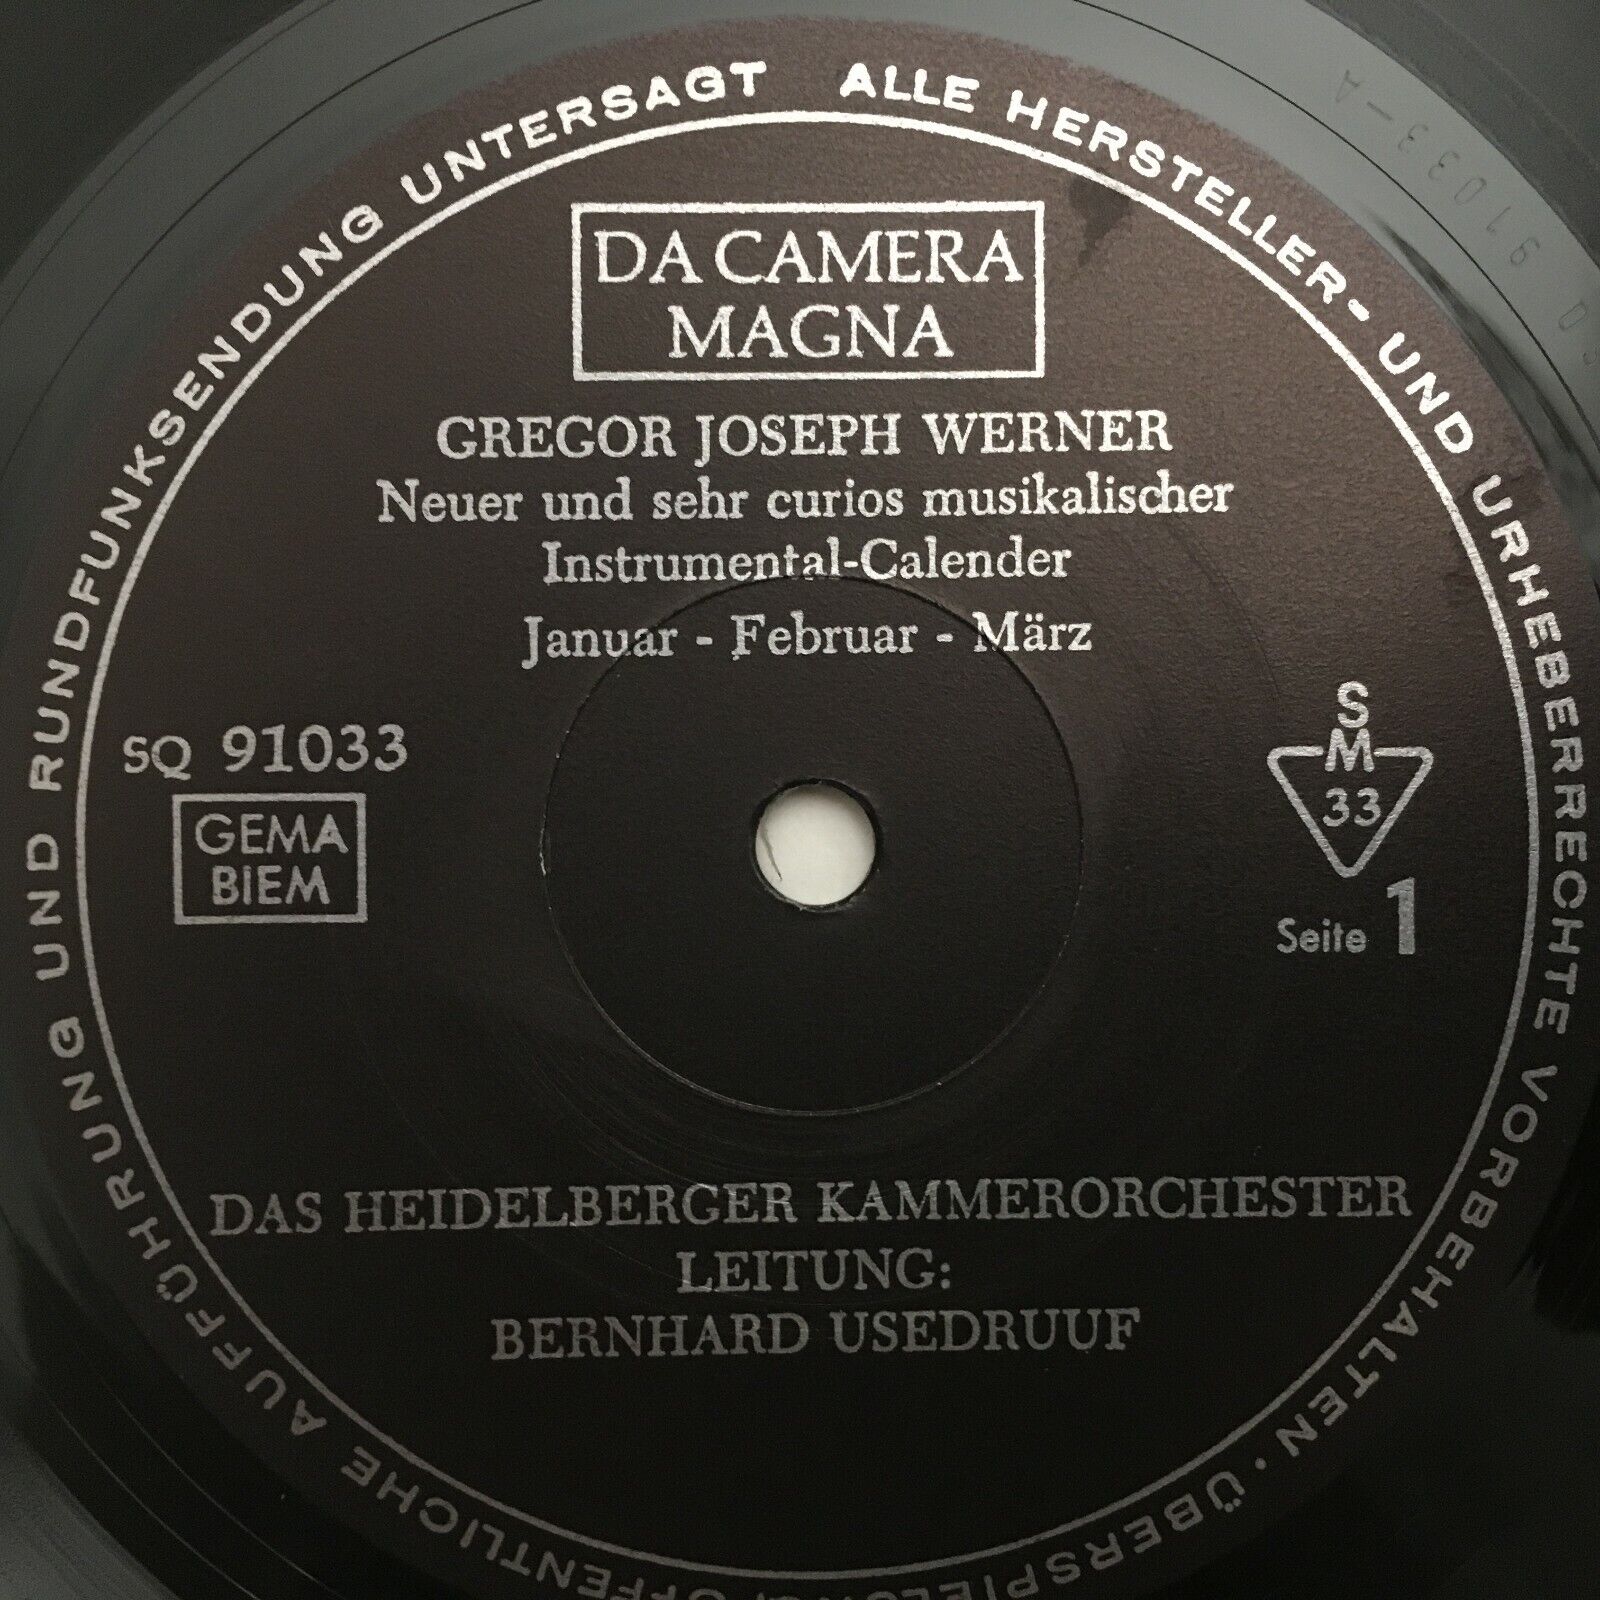 DA CAMERA
MAGNA
GREGOR JOSEPH WERNER
Neuer und sehr curios musikalischer
Instrumental-Calender
Januar - Februar - März
SQ 91033
GEMA
BIEM
S
M
33
Seite 1
DAS HEIDELBERGER KAMMERORCHESTER
LEITUNG:
BERNHARD USEDRUUF
ALLE HERSTELLER- UND URHEBERRECHTE VORBEHALTEN · ÜBERSPIELUNG, ÖFFENTLICHE AUFFÜHRUNG UND RUNDFUNKSENDUNG UNTERSAGT
91033-A